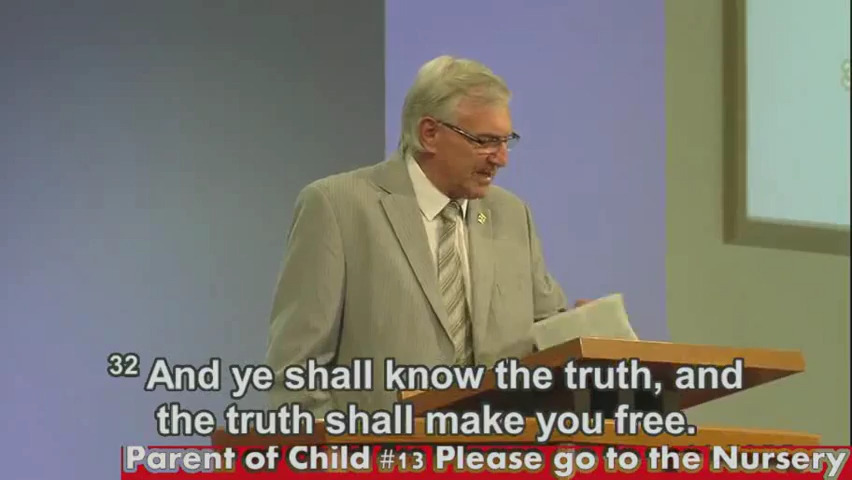 32 And ye shall know the truth, and
the truth shall make you free.
Parent of Child #13 Please go to the Nursery